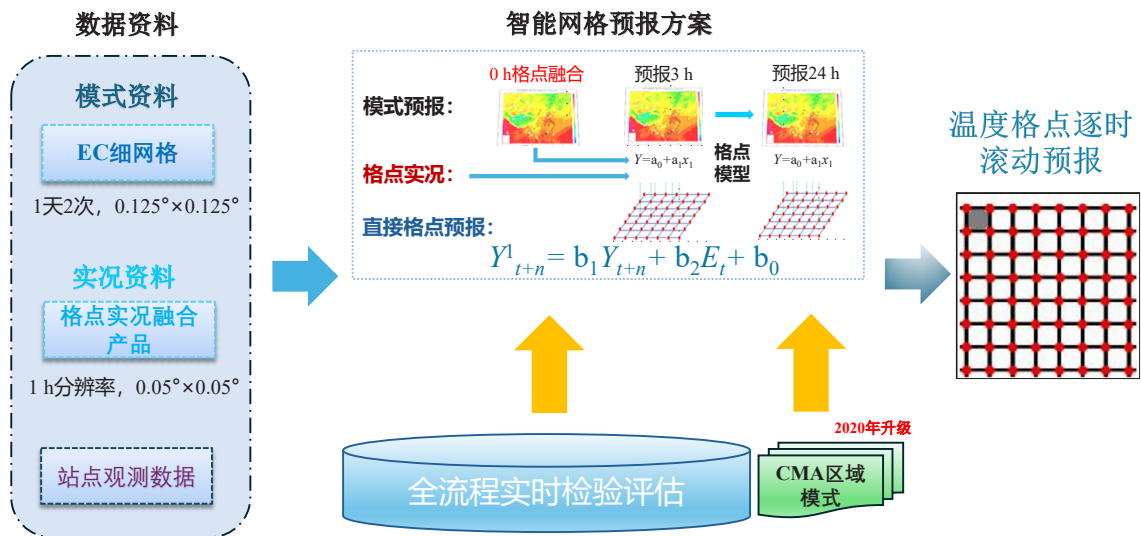 数据资料
模式资料
EC细网格
1天2次，0.125°×0.125°
实况资料
格点实况融合
产品
1 h分辨率，0.05°×0.05°
站点观测数据
智能网格预报方案
0 h格点融合
预报3 h
预报24 h
模式预报：
Y=a₀+a₁x₁
格点
模型
Y=a₀+a₁x₁
格点实况：
直接格点预报：
Y¹ₜ₊ₙ= b₁Yₜ₊ₙ+ b₂Eₜ+ b₀
全流程实时检验评估
2020年升级
CMA区域
模式
温度格点逐时
滚动预报